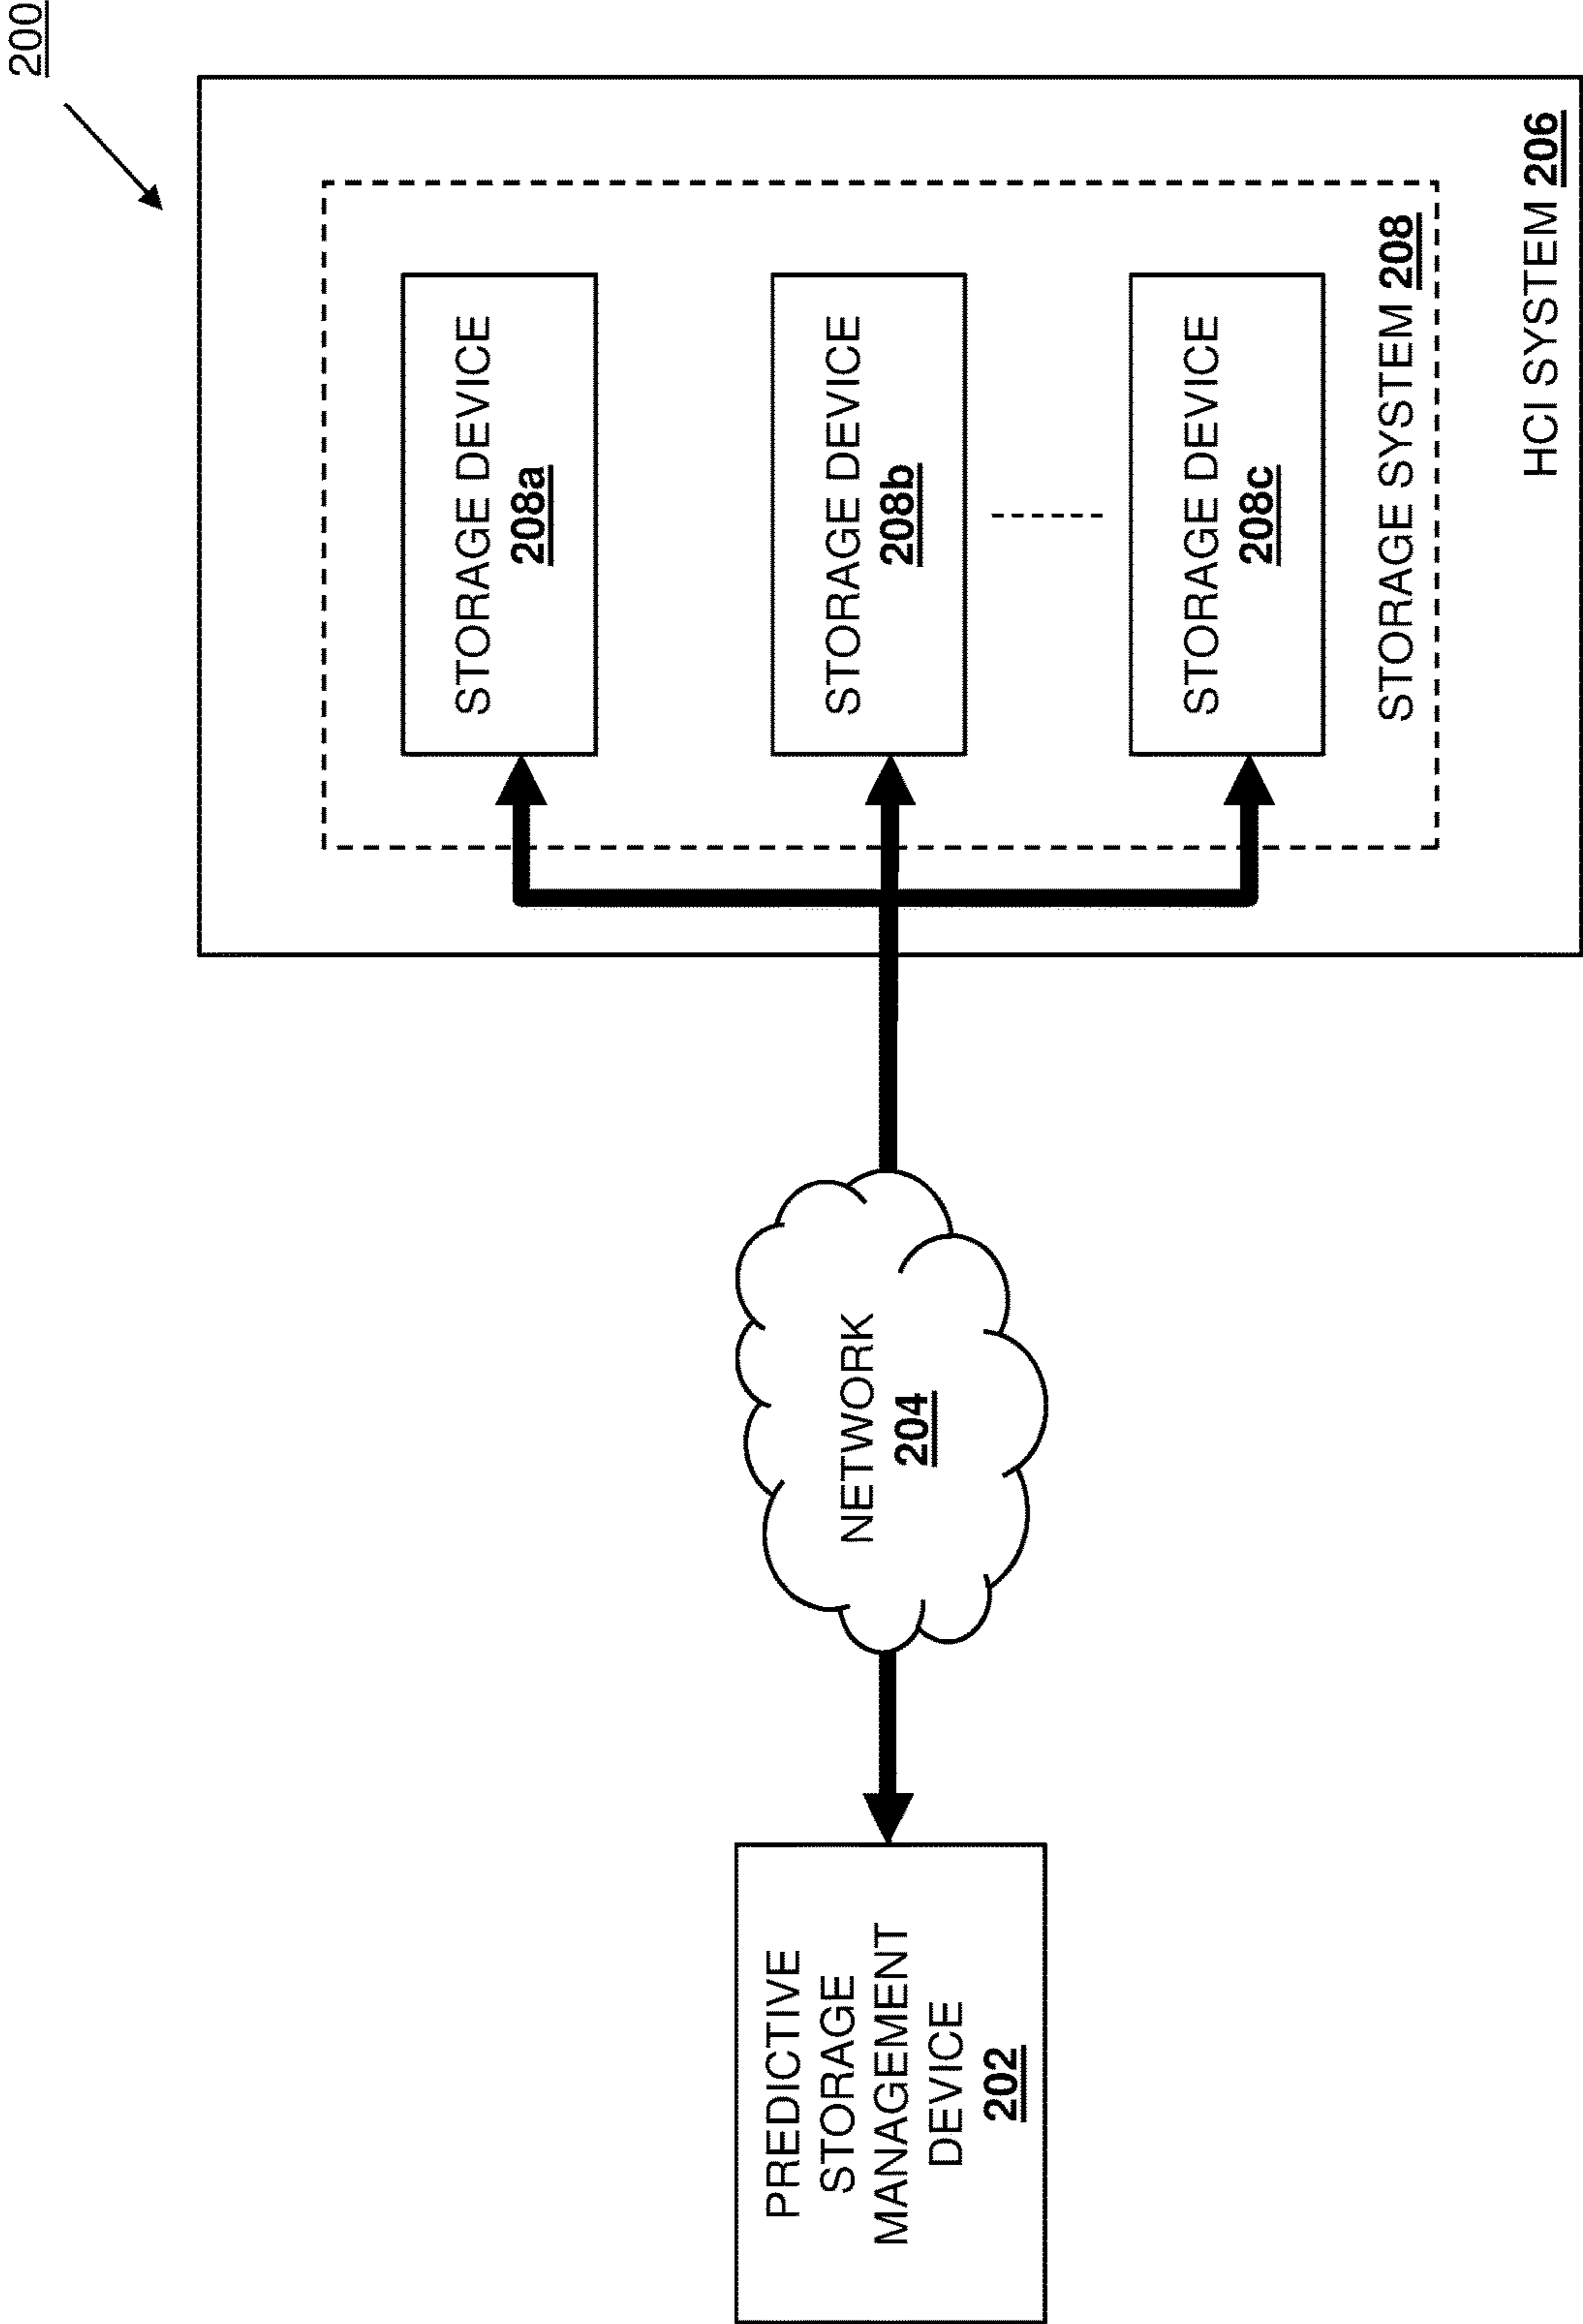 200
PREDICTIVE
STORAGE
MANAGEMENT
DEVICE
202
NETWORK
204
STORAGE DEVICE
208a
STORAGE DEVICE
208b
STORAGE DEVICE
208c
STORAGE SYSTEM 208
HCI SYSTEM 206